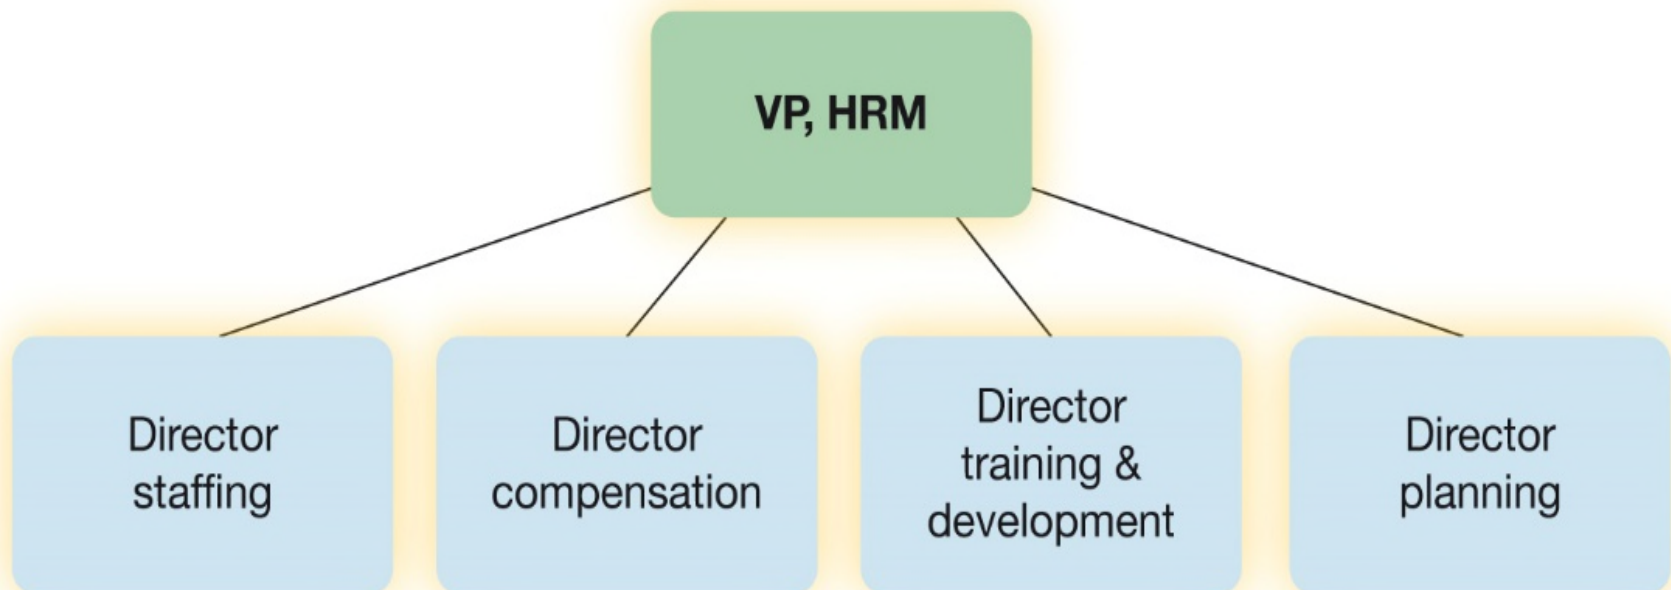 VP, HRM
Director
staffing
Director
compensation
Director
training &
development
Director
planning